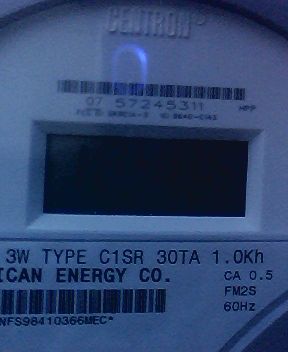 CENTRON
07 57245311
3W TYPE C1SR 30TA 1.0Kh
ICAN ENERGY CO.
CA 0.5
FM2S
60Hz
NFS98410366MEC*